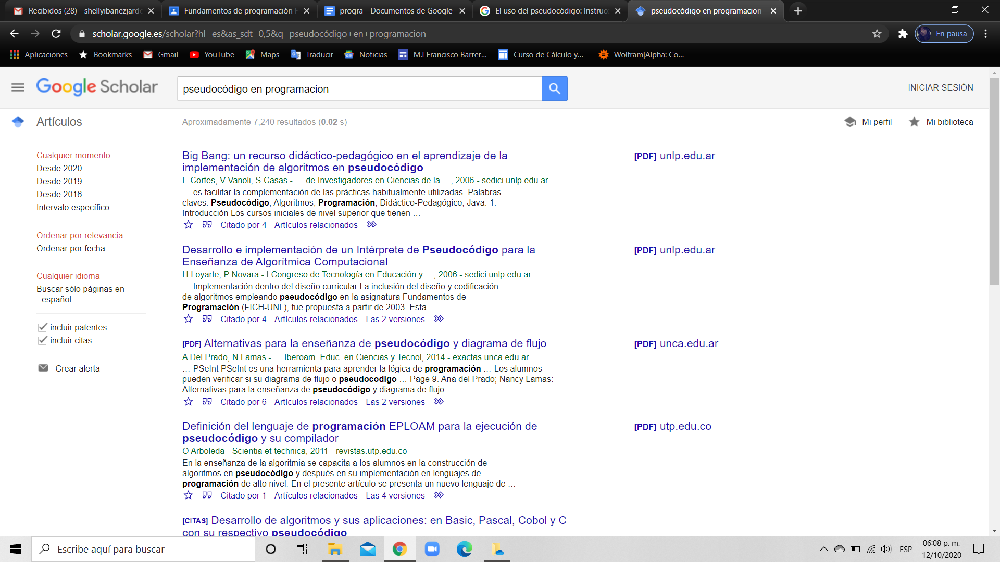 Recibidos (28) - shellyibanezjard
Fundamentos de programación
progra - Documentos de Google
El uso del pseudocódigo: Instruc
pseudocódigo en programacion
scholar.google.es/scholar?hl=es&as_sdt=0,5&q=pseudocódigo+en+programacion
En pausa
Aplicaciones
Bookmarks
Gmail
YouTube
Maps
Traducir
Noticias
M.I Francisco Barrer...
Curso de Cálculo y...
Wolfram|Alpha: Co...
Google Scholar
pseudocódigo en programacion
INICIAR SESIÓN
Artículos
Aproximadamente 7,240 resultados (0.02 s)
Mi perfil
Mi biblioteca
Cualquier momento
Desde 2020
Desde 2019
Desde 2016
Intervalo específico...
Ordenar por relevancia
Ordenar por fecha
Cualquier idioma
Buscar sólo páginas en
español
incluir patentes
incluir citas
Crear alerta
Big Bang: un recurso didáctico-pedagógico en el aprendizaje de la
implementación de algoritmos en pseudocódigo
[PDF] unlp.edu.ar
E Cortes, V Vanoli, S Casas - … de Investigadores en Ciencias de la …, 2006 - sedici.unlp.edu.ar
… es facilitar la complementación de las prácticas habitualmente utilizadas. Palabras
claves: Pseudocódigo, Algoritmos, Programación, Didáctico-Pedagógico, Java. 1.
Introducción Los cursos iniciales de nivel superior que tienen …
Citado por 4 Artículos relacionados
Desarrollo e implementación de un Intérprete de Pseudocódigo para la
Enseñanza de Algorítmica Computacional
[PDF] unlp.edu.ar
H Loyarte, P Novara - I Congreso de Tecnología en Educación y …, 2006 - sedici.unlp.edu.ar
… Implementación dentro del diseño curricular La inclusión del diseño y codificación
de algoritmos empleando pseudocódigo en la asignatura Fundamentos de
Programación (FICH-UNL), fue propuesta a partir de 2003. Esta …
Citado por 4 Artículos relacionados Las 2 versiones
[PDF] Alternativas para la enseñanza de pseudocódigo y diagrama de flujo
[PDF] unca.edu.ar
A Del Prado, N Lamas - … Iberoam. Educ. en Ciencias y Tecnol, 2014 - exactas.unca.edu.ar
… PSeInt PSeInt es una herramienta para aprender la lógica de programación … Los alumnos
pueden verificar si su diagrama de flujo o pseudocodigo … Page 9. Ana del Prado; Nancy Lamas:
Alternativas para la enseñanza de pseudocódigo y diagrama de flujo …
Citado por 6 Artículos relacionados Las 2 versiones
Definición del lenguaje de programación EPLOAM para la ejecución de
pseudocódigo y su compilador
[PDF] utp.edu.co
O Arboleda - Scientia et technica, 2011 - revistas.utp.edu.co
En la enseñanza de la algoritmia se capacita a los alumnos en la construcción de
algoritmos en pseudocódigo y después en su implementación en lenguajes de
programación de alto nivel. En el presente artículo se presenta un nuevo lenguaje de …
Citado por 1 Artículos relacionados Las 4 versiones
[CITAS] Desarrollo de algoritmos y sus aplicaciones: en Basic, Pascal, Cobol y C
con su respectivo pseudocódigo
Escribe aquí para buscar
ESP
06:08 p. m.
12/10/2020